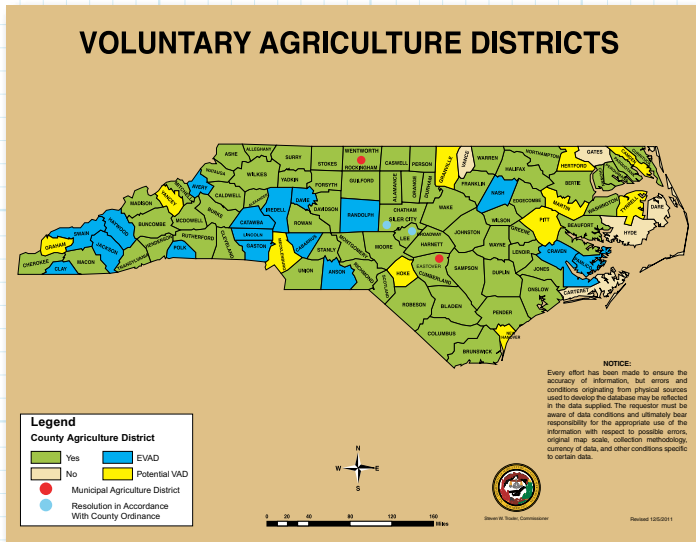 VOLUNTARY AGRICULTURE DISTRICTS
ASHE
ALLEGHANY
SURRY
STOKES
WENTWORTH
ROCKINGHAM
CASWELL
PERSON
GRANVILLE
VANCE
WARREN
NORTHAMPTON
HALIFAX
HERTFORD
GATES
CAMDEN
WATAUGA
WILKES
YADKIN
FORSYTH
GUILFORD
ALAMANCE
ORANGE
DURHAM
FRANKLIN
NASH
EDGECOMBE
BERTIE
MITCHELL
AVERY
CALDWELL
ALEXANDER
IREDELL
DAVIE
DAVIDSON
RANDOLPH
CHATHAM
SILER CITY
WAKE
WILSON
MARTIN
WASHINGTON
TYRRELL
DARE
MADISON
YANCEY
BURKE
CATAWBA
ROWAN
BROADWAY
LEE
JOHNSTON
GREENE
PITT
BEAUFORT
HYDE
HAYWOOD
BUNCOMBE
MCDOWELL
LINCOLN
CABARRUS
STANLY
MONTGOMERY
MOORE
HARNETT
WAYNE
LENOIR
CRAVEN
PAMLICO
SWAIN
GRAHAM
JACKSON
HENDERSON
RUTHERFORD
CLEVELAND
GASTON
MECKLENBURG
CHEROKEE
CLAY
MACON
TRANSYLVANIA
POLK
UNION
ANSON
RICHMOND
SCOTLAND
HOKE
EASTOVER
CUMBERLAND
SAMPSON
DUPLIN
JONES
ONSLOW
CARTERET
ROBESON
BLADEN
PENDER
COLUMBUS
NEW
HANOVER
BRUNSWICK
NOTICE:
Every effort has been made to ensure the
accuracy of information, but errors and
conditions originating from physical sources
used to develop the database may be reflected
in the data supplied. The requestor must be
aware of data conditions and ultimately bear
responsibility for the appropriate use of the
information with respect to possible errors,
original map scale, collection methodology,
currency of data, and other conditions specific
to certain data.
Legend
County Agriculture District
Yes
EVAD
No
Potential VAD
Municipal Agriculture District
Resolution in Accordance
With County Ordinance
N
W
E
S
0 20 40 80 120 160
Miles
Steven W. Troxler, Commissioner
Revised 12/5/2011